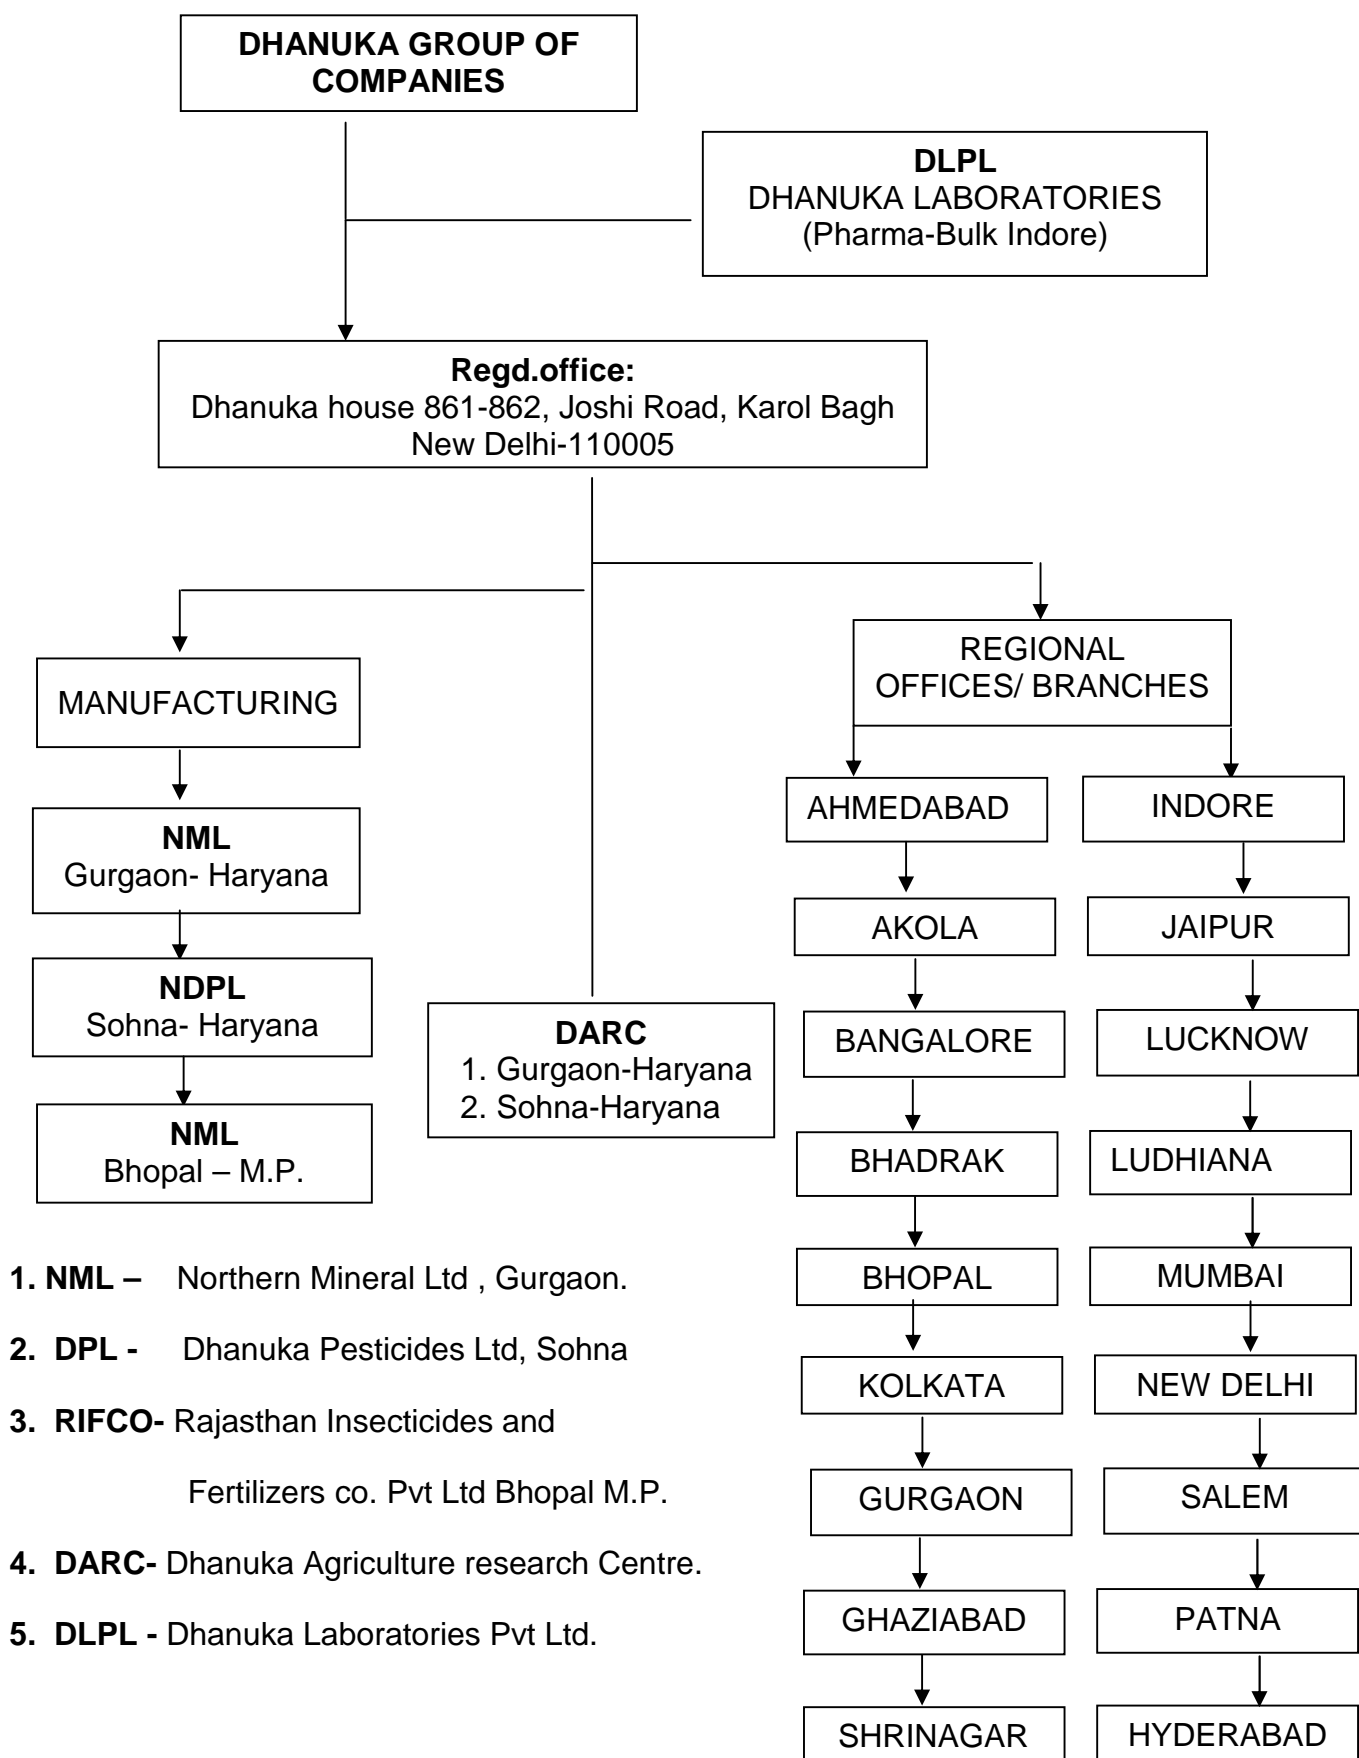 DHANUKA GROUP OF
COMPANIES
DLPL
DHANUKA LABORATORIES
(Pharma-Bulk Indore)
Regd.office:
Dhanuka house 861-862, Joshi Road, Karol Bagh
New Delhi-110005
MANUFACTURING
NML
Gurgaon- Haryana
NDPL
Sohna- Haryana
NML
Bhopal – M.P.
DARC
1. Gurgaon-Haryana
2. Sohna-Haryana
REGIONAL
OFFICES/ BRANCHES
AHMEDABAD
AKOLA
BANGALORE
BHADRAK
BHOPAL
KOLKATA
GURGAON
GHAZIABAD
SHRINAGAR
INDORE
JAIPUR
LUCKNOW
LUDHIANA
MUMBAI
NEW DELHI
SALEM
PATNA
HYDERABAD
1. NML – Northern Mineral Ltd , Gurgaon.
2. DPL - Dhanuka Pesticides Ltd, Sohna
3. RIFCO- Rajasthan Insecticides and
Fertilizers co. Pvt Ltd Bhopal M.P.
4. DARC- Dhanuka Agriculture research Centre.
5. DLPL - Dhanuka Laboratories Pvt Ltd.